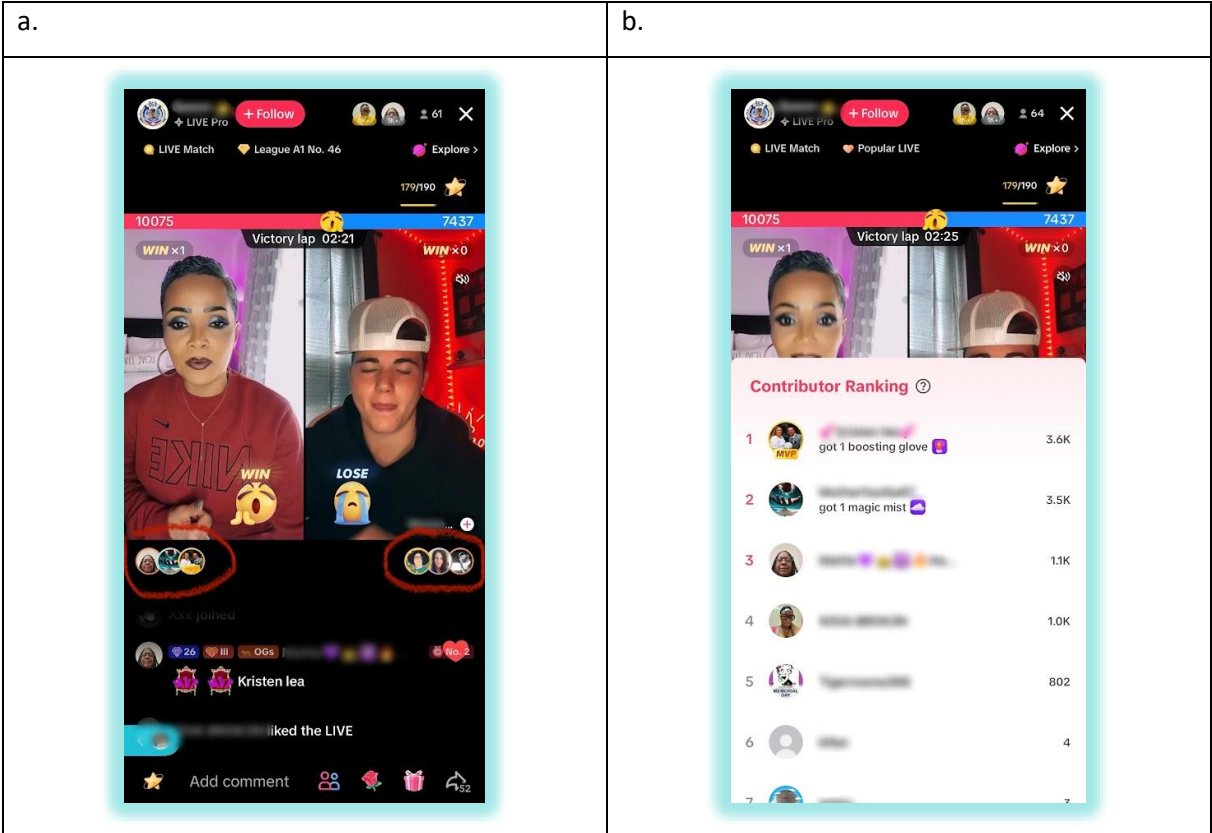 a.
b.
+ Follow
LIVE Pro
61
LIVE Match
League A1 No. 46
Explore >
179/190
10075
7437
Victory lap 02:21
WIN ×1
WIN ×0
NIKE
WIN
LOSE
...
Xxx joined
26
III
OGs
No. 2
Kristen lea
liked the LIVE
Add comment
52
+ Follow
LIVE Pro
64
LIVE Match
Popular LIVE
Explore >
179/190
10075
7437
Victory lap 02:25
WIN ×1
WIN ×0
Contributor Ranking ?
1
MVP
got 1 boosting glove
3.6K
2
got 1 magic mist
3.5K
3
...
1.1K
4
1.0K
5
MEMORIAL DAY
802
6
4